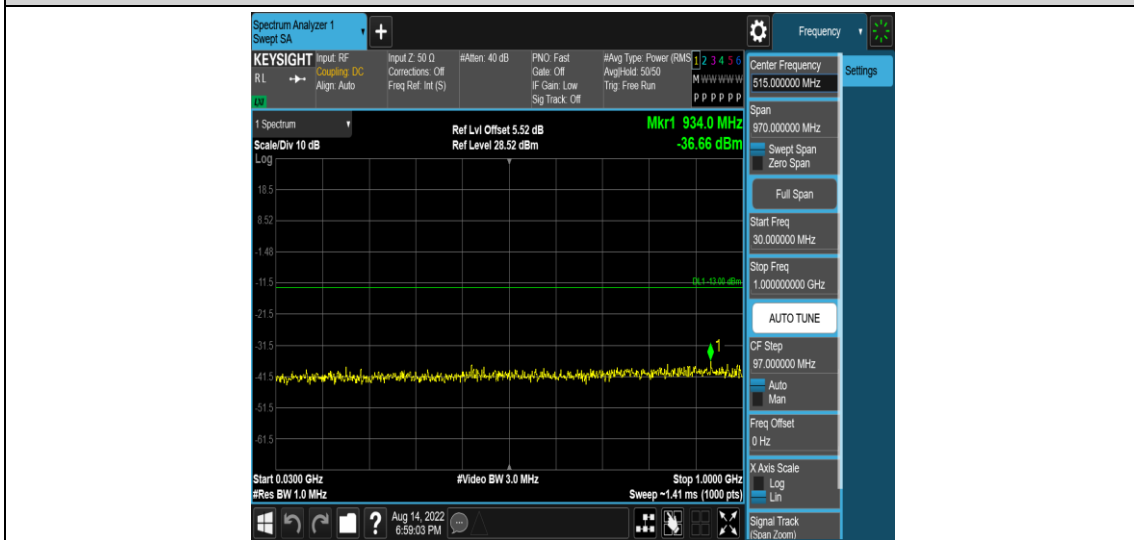 Spectrum Analyzer 1
Swept SA
+
Frequency
KEYSIGHT
RL
LXI
Input: RF
Coupling: DC
Align: Auto
Input Z: 50 Ω
Corrections: Off
Freq Ref: Int (S)
#Atten: 40 dB
PNO: Fast
Gate: Off
IF Gain: Low
Sig Track: Off
#Avg Type: Power (RMS
Avg|Hold: 50/50
Trig: Free Run
1 2 3 4 5 6
M W W W W W
P P P P P P
1 Spectrum
Scale/Div 10 dB
Ref Lvl Offset 5.52 dB
Ref Level 28.52 dBm
Mkr1 934.0 MHz
-36.66 dBm
Log
18.5
8.52
-1.48
-11.5
-21.5
-31.5
-41.5
-51.5
-61.5
DL1 -13.00 dBm
1
Start 0.0300 GHz
#Res BW 1.0 MHz
#Video BW 3.0 MHz
Stop 1.0000 GHz
Sweep ~1.41 ms (1000 pts)
Center Frequency
515.000000 MHz
Settings
Span
970.000000 MHz
Swept Span
Zero Span
Full Span
Start Freq
30.000000 MHz
Stop Freq
1.000000000 GHz
AUTO TUNE
CF Step
97.000000 MHz
Auto
Man
Freq Offset
0 Hz
X Axis Scale
Log
Lin
Signal Track
(Span Zoom)
?
Aug 14, 2022
6:59:03 PM